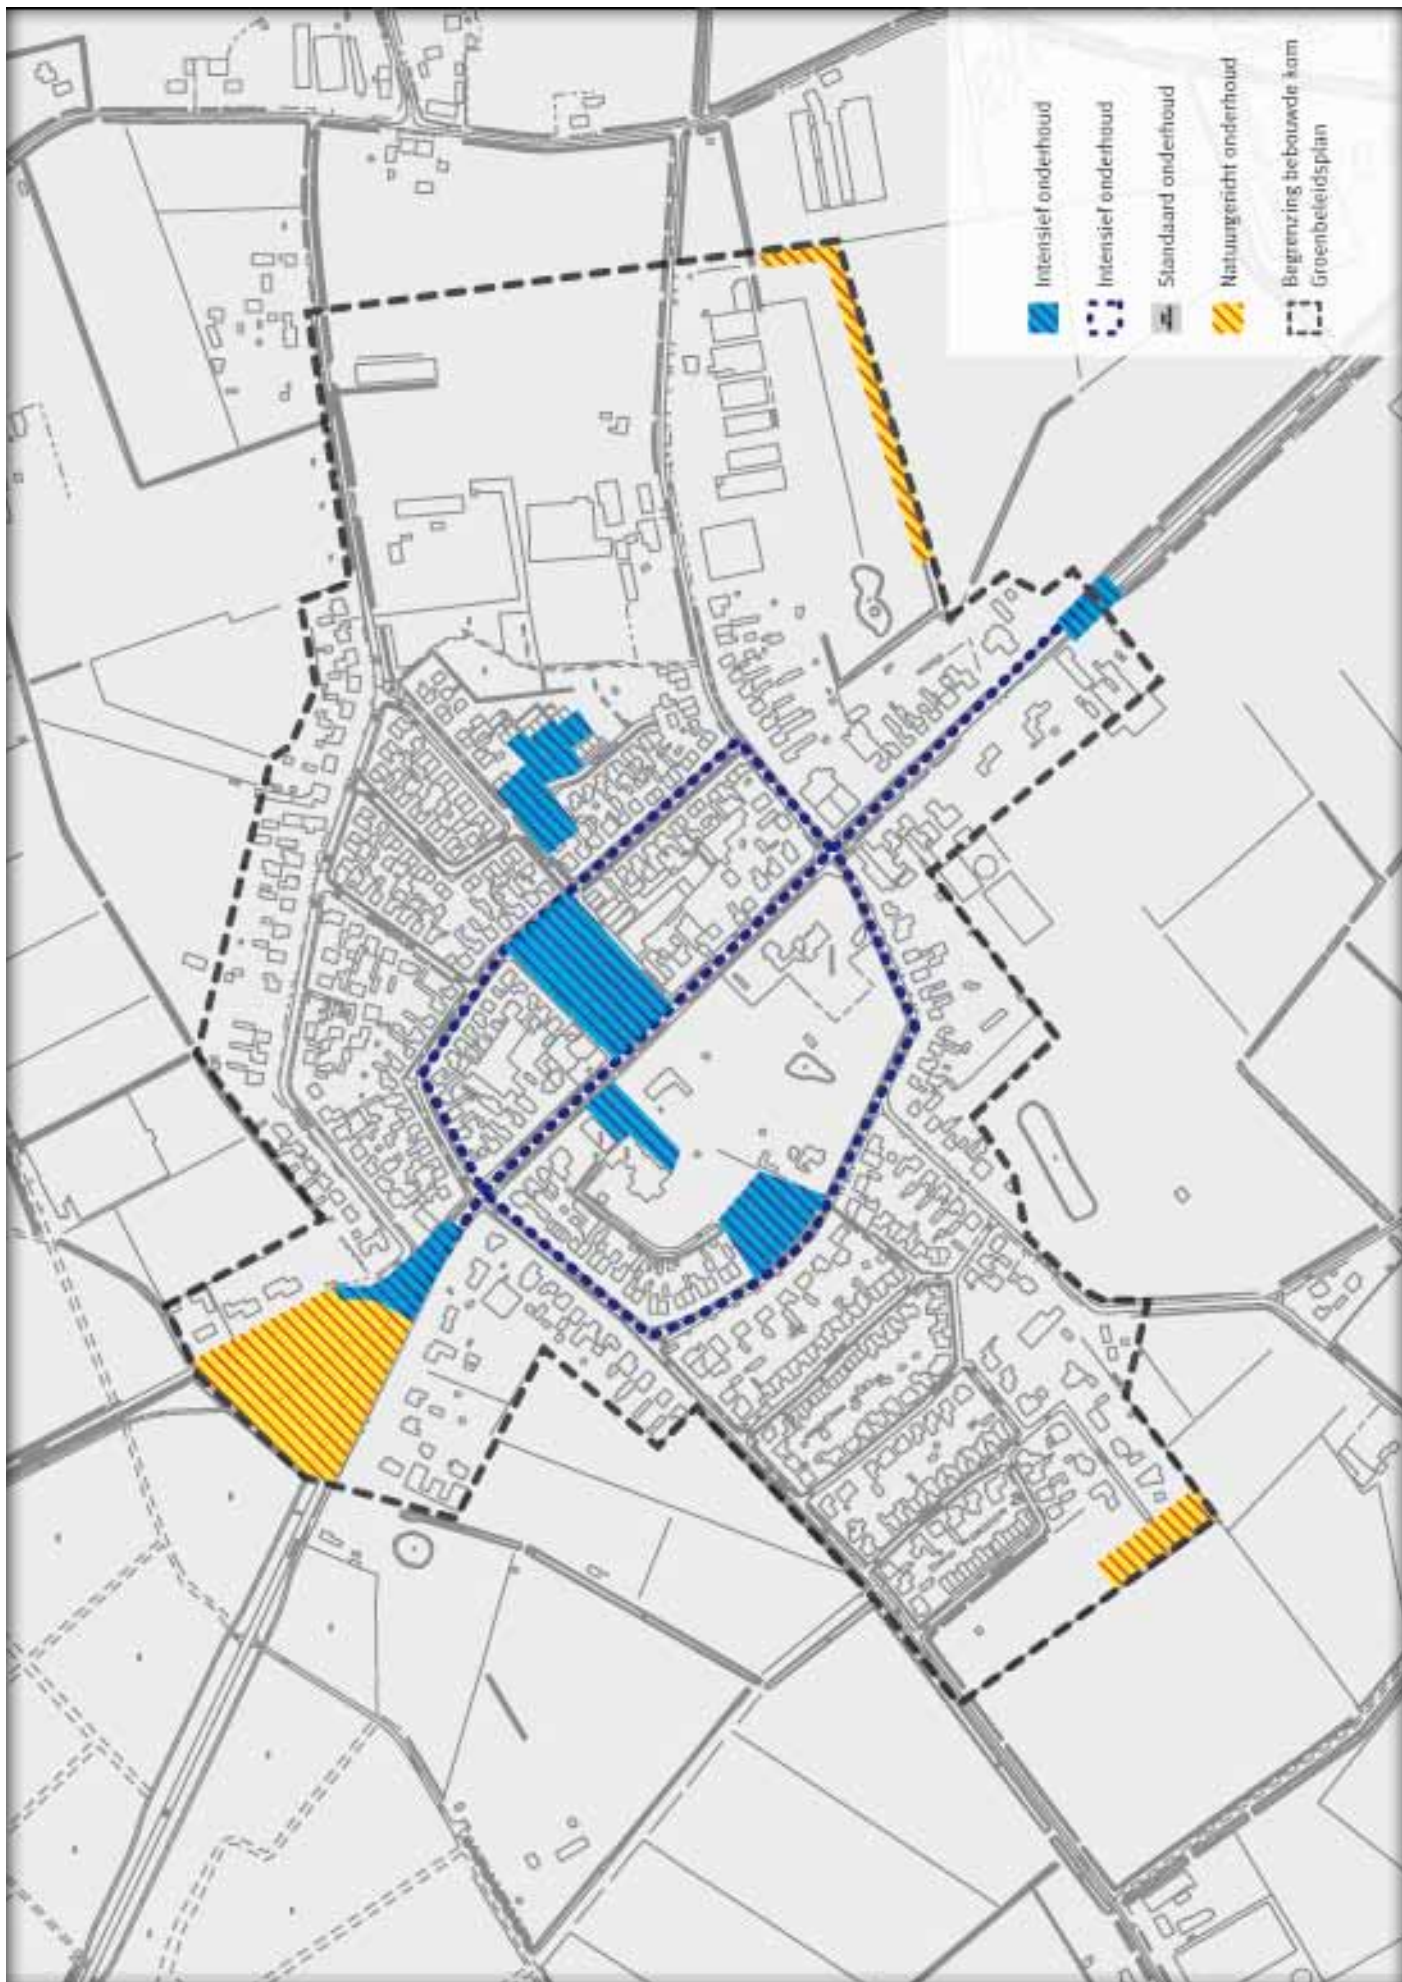 Intensief onderhoud
Intensief onderhoud
Standaard onderhoud
Natuurgericht onderhoud
Begrenzing bebouwde kom
Groenbeleidsplan